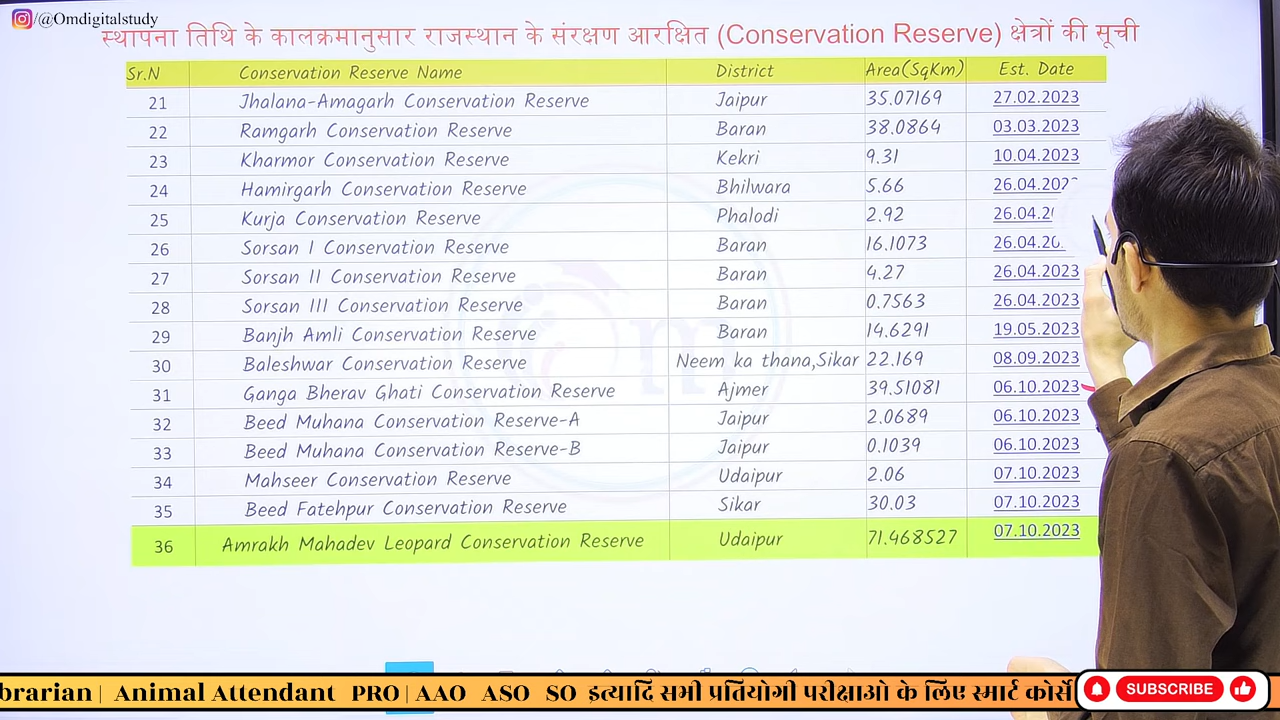 /@Omdigitalstudy
स्थापना तिथि के कालक्रमानुसार राजस्थान के संरक्षण आरक्षित (Conservation Reserve) क्षेत्रों की सूची
Sr.N Conservation Reserve Name District Area(SqKm) Est. Date
21 Jhalana-Amagarh Conservation Reserve Jaipur 35.07169 27.02.2023
22 Ramgarh Conservation Reserve Baran 38.0864 03.03.2023
23 Kharmor Conservation Reserve Kekri 9.31 10.04.2023
24 Hamirgarh Conservation Reserve Bhilwara 5.66 26.04.202
25 Kurja Conservation Reserve Phalodi 2.92 26.04.
26 Sorsan I Conservation Reserve Baran 16.1073 26.04.20
27 Sorsan II Conservation Reserve Baran 4.27 26.04.2023
28 Sorsan III Conservation Reserve Baran 0.7563 26.04.2023
29 Banjh Amli Conservation Reserve Baran 14.6291 19.05.2023
30 Baleshwar Conservation Reserve Neem ka thana,Sikar 22.169 08.09.2023
31 Ganga Bherav Ghati Conservation Reserve Ajmer 39.51081 06.10.2023
32 Beed Muhana Conservation Reserve-A Jaipur 2.0689 06.10.2023
33 Beed Muhana Conservation Reserve-B Jaipur 0.1039 06.10.2023
34 Mahseer Conservation Reserve Udaipur 2.06 07.10.2023
35 Beed Fatehpur Conservation Reserve Sikar 30.03 07.10.2023
36 Amrakh Mahadev Leopard Conservation Reserve Udaipur 71.468527 07.10.2023
brarian | Animal Attendant PRO | AAO ASO SO इत्यादि सभी प्रतियोगी परीक्षाओ के लिए स्मार्ट कोर्से SUBSCRIBE